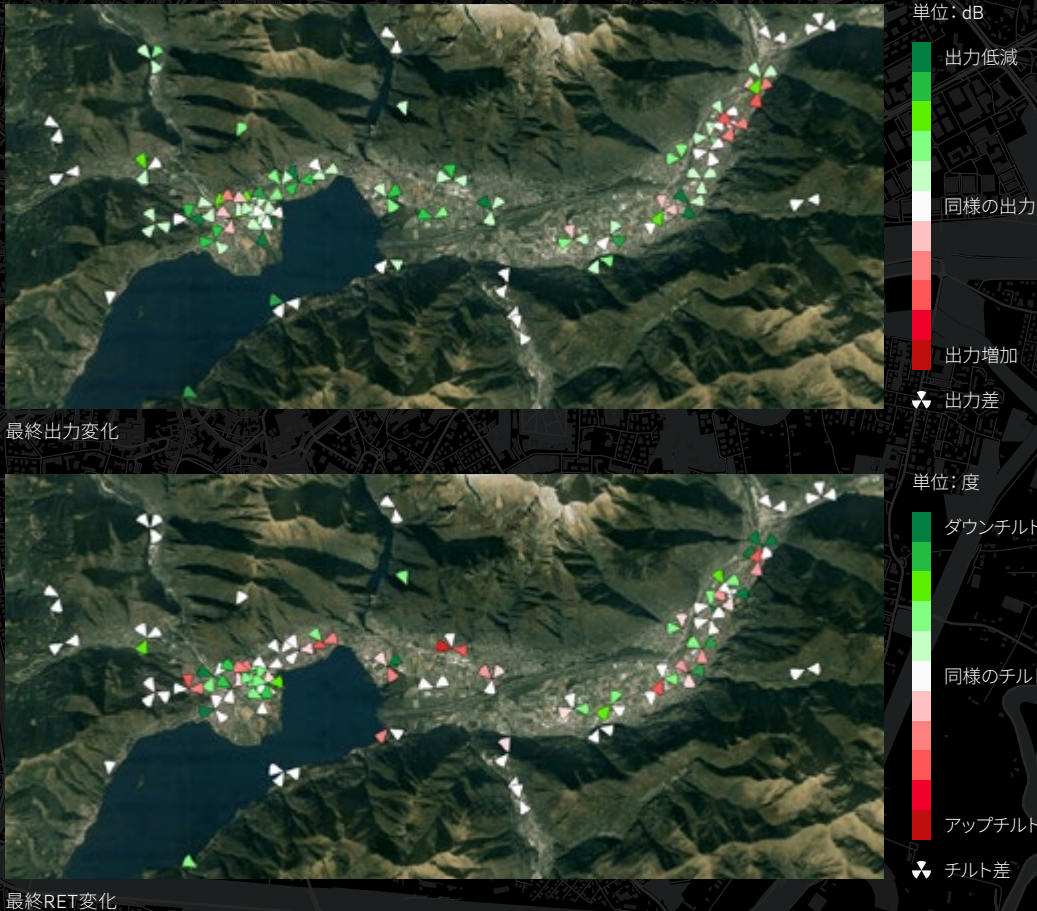 単位: dB
出力低減
同様の出力
出力増加
出力差
最終出力変化
単位: 度
ダウンチルト
同様のチルト
アップチルト
チルト差
最終RET変化